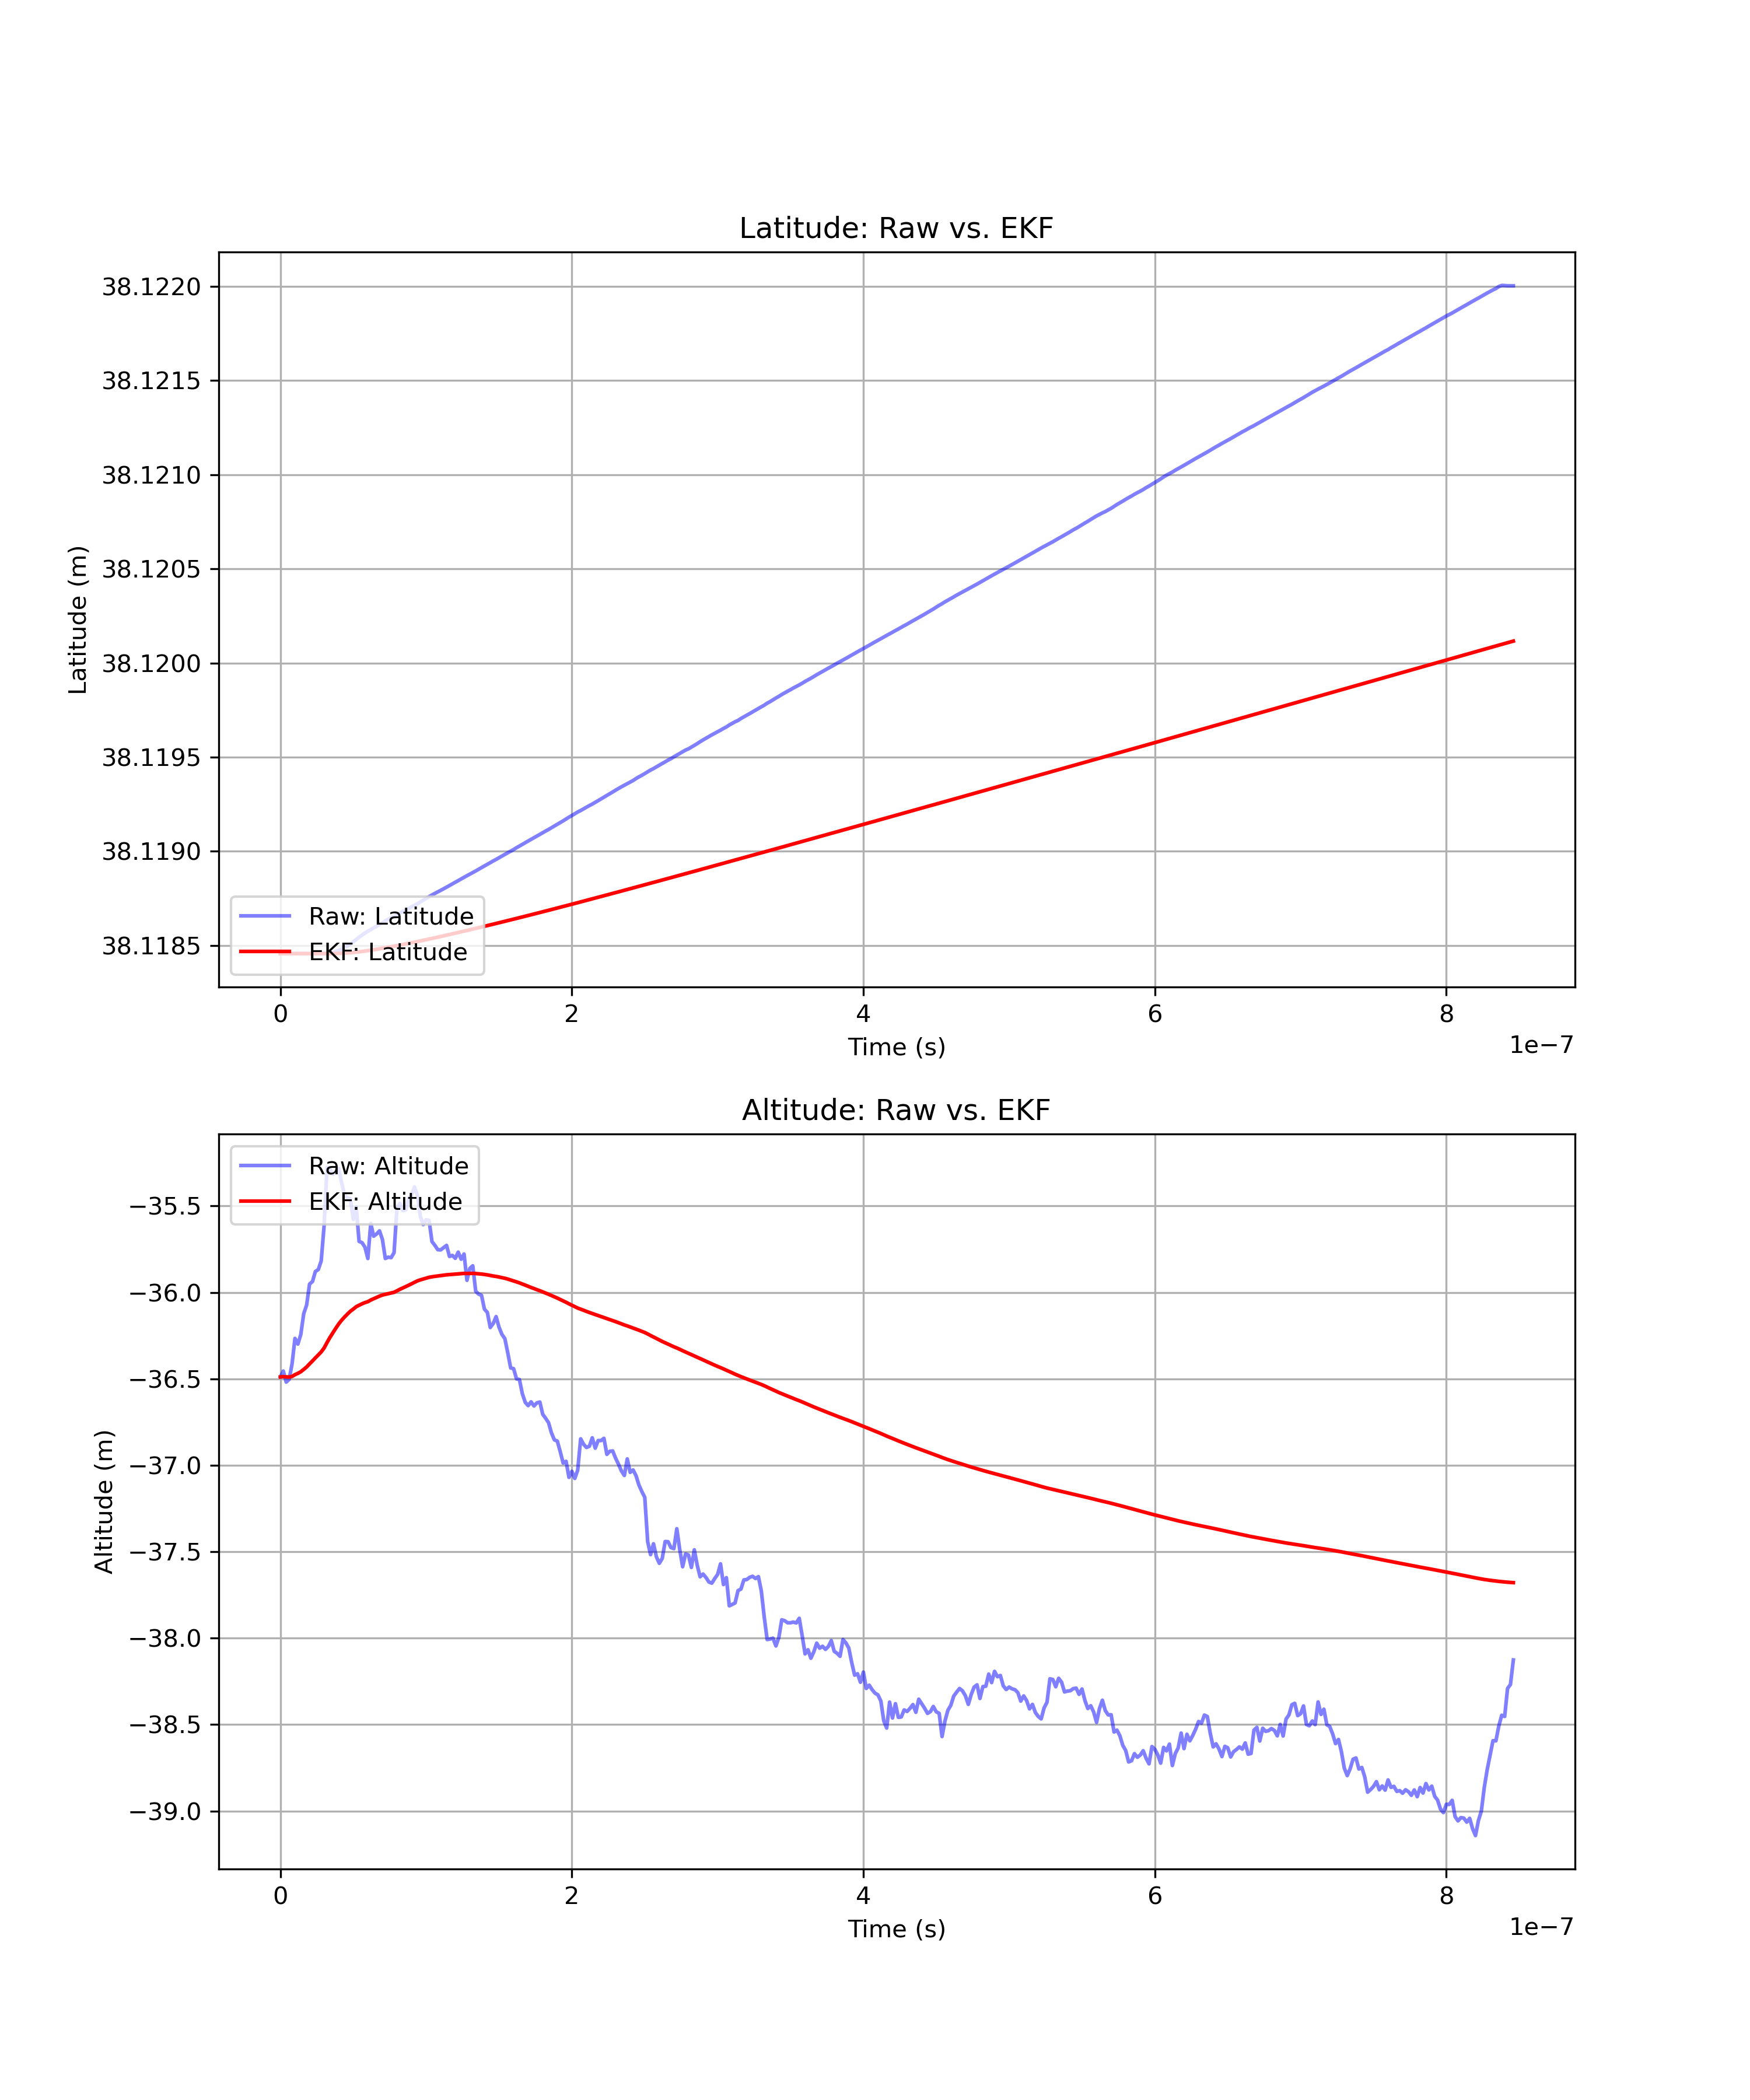 Latitude: Raw vs. EKF
38.1220
38.1215
38.1210
38.1205
38.1200
38.1195
38.1190
38.1185
Latitude (m)
Raw: Latitude
EKF: Latitude
0 2 4 6 8
Time (s)
1e−7
Altitude: Raw vs. EKF
Raw: Altitude
EKF: Altitude
−35.5
−36.0
−36.5
−37.0
−37.5
−38.0
−38.5
−39.0
Altitude (m)
0 2 4 6 8
Time (s)
1e−7